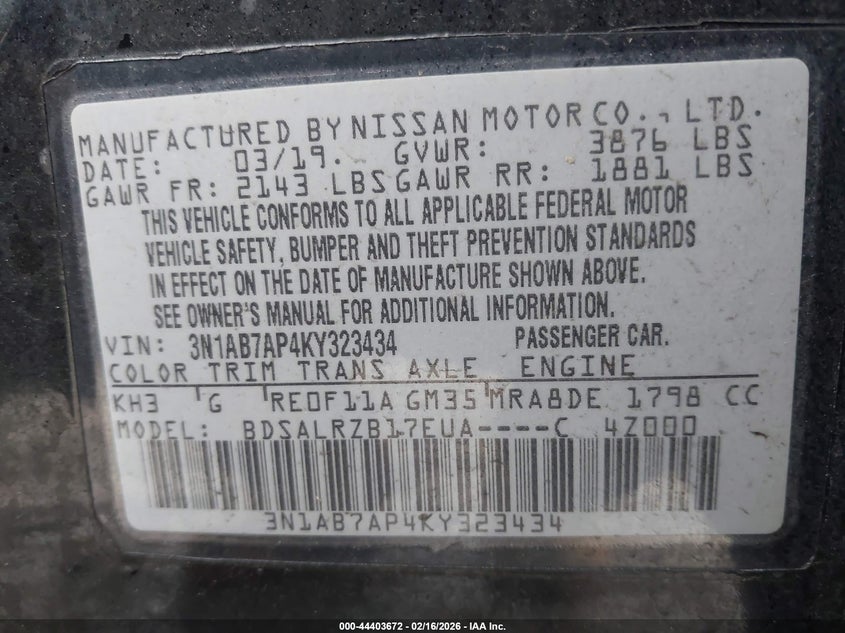 MANUFACTURED BY NISSAN MOTOR CO., LTD.
DATE: 03/19. GVWR: 3876 LBS
GAWR FR: 2143 LBS GAWR RR: 1881 LBS
THIS VEHICLE CONFORMS TO ALL APPLICABLE FEDERAL MOTOR
VEHICLE SAFETY, BUMPER AND THEFT PREVENTION STANDARDS
IN EFFECT ON THE DATE OF MANUFACTURE SHOWN ABOVE.
SEE OWNER'S MANUAL FOR ADDITIONAL INFORMATION.
VIN: 3N1AB7AP4KY323434 PASSENGER CAR.
COLOR TRIM TRANS AXLE ENGINE
KH3 G RE0F11A GM35 MRA8DE 1798 CC
MODEL: BDSALRZB17EUA----C 4Z000
3N1AB7AP4KY323434
000-44403672 - 02/16/2026 - IAA Inc.